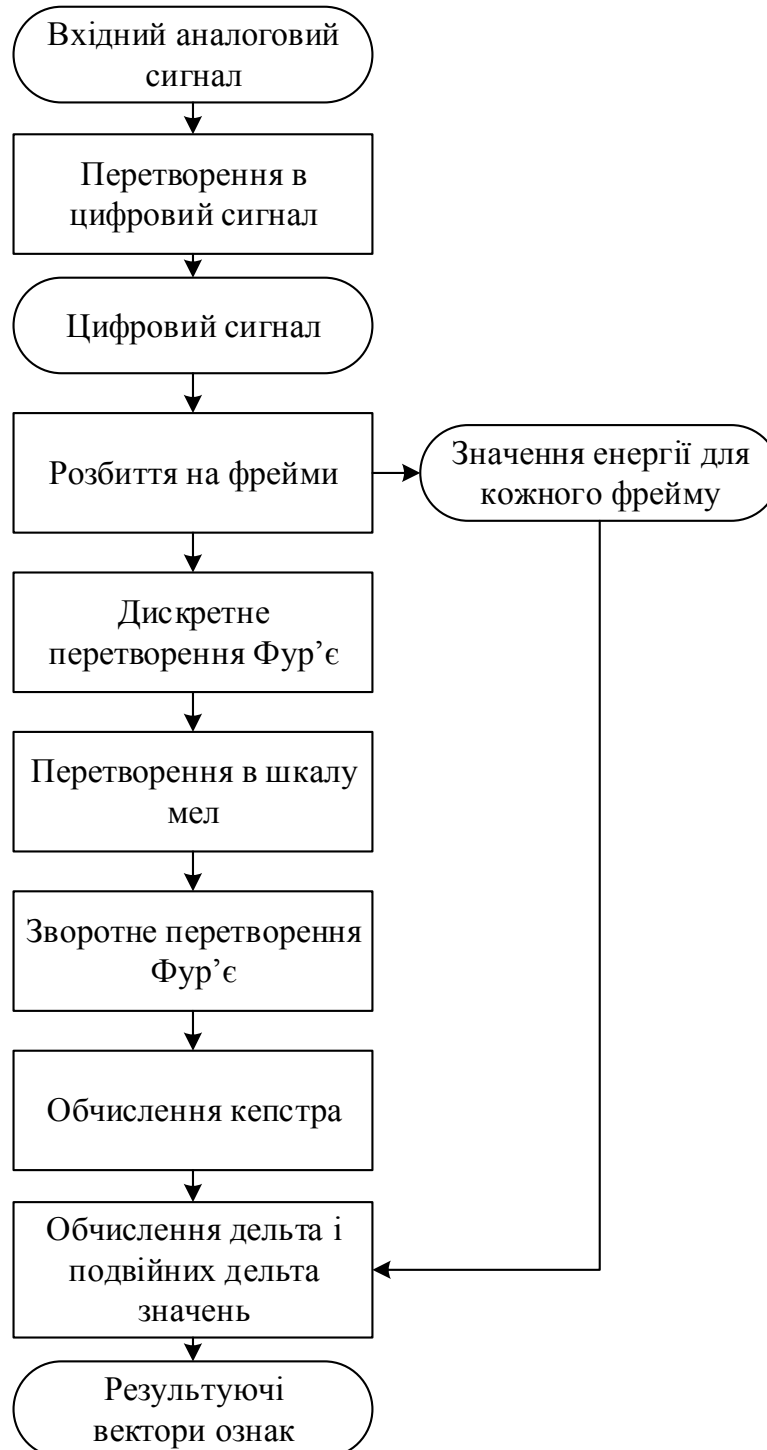 Вхідний аналоговий
сигнал
Перетворення в
цифровий сигнал
Цифровий сигнал
Розбиття на фрейми
Значення енергії для
кожного фрейму
Дискретне
перетворення Фур’є
Перетворення в шкалу
мел
Зворотне перетворення
Фур’є
Обчислення кепстра
Обчислення дельта і
подвійних дельта
значень
Результуючі
вектори ознак